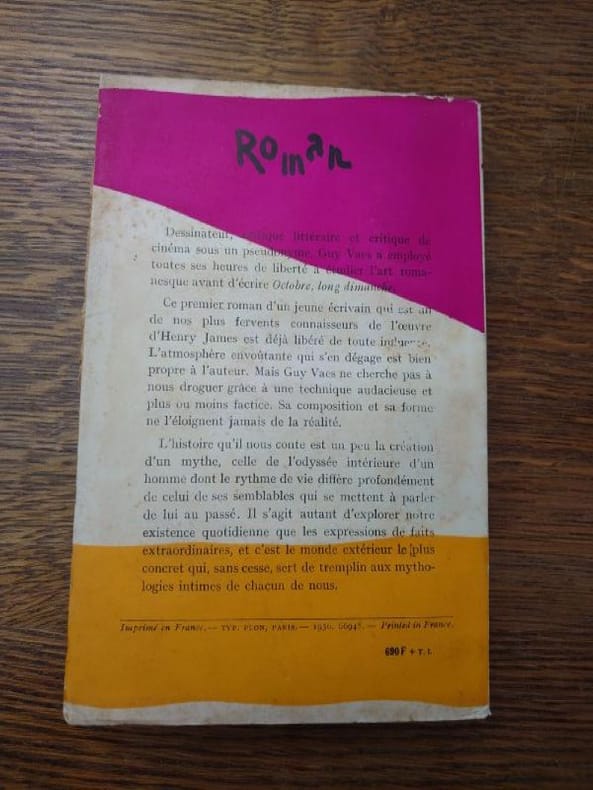 Roman
Dessinateur, critique littéraire et critique de
cinéma sous un pseudonyme, Guy Vaes a employé
toutes ses heures de liberté à étudier l'art roma-
nesque avant d'écrire Octobre, long dimanche.
Ce premier roman d'un jeune écrivain qui est un
de nos plus fervents connaisseurs de l'œuvre
d'Henry James est déjà libéré de toute influence.
L'atmosphère envoûtante qui s'en dégage est bien
propre à l'auteur. Mais Guy Vaes ne cherche pas à
nous droguer grâce à une technique audacieuse et
plus ou moins factice. Sa composition et sa forme
ne l'éloignent jamais de la réalité.
L'histoire qu'il nous conte est un peu la création
d'un mythe, celle de l'odyssée intérieure d'un
homme dont le rythme de vie diffère profondément
de celui de ses semblables qui se mettent à parler
de lui au passé. Il s'agit autant d'explorer notre
existence quotidienne que les expressions de faits
extraordinaires, et c'est le monde extérieur le plus
concret qui, sans cesse, sert de tremplin aux mytho-
logies intimes de chacun de nous.
Imprimé en France. — TYP. PLON, PARIS. — 1956. 66948. — Printed in France.
690 F + T. L.